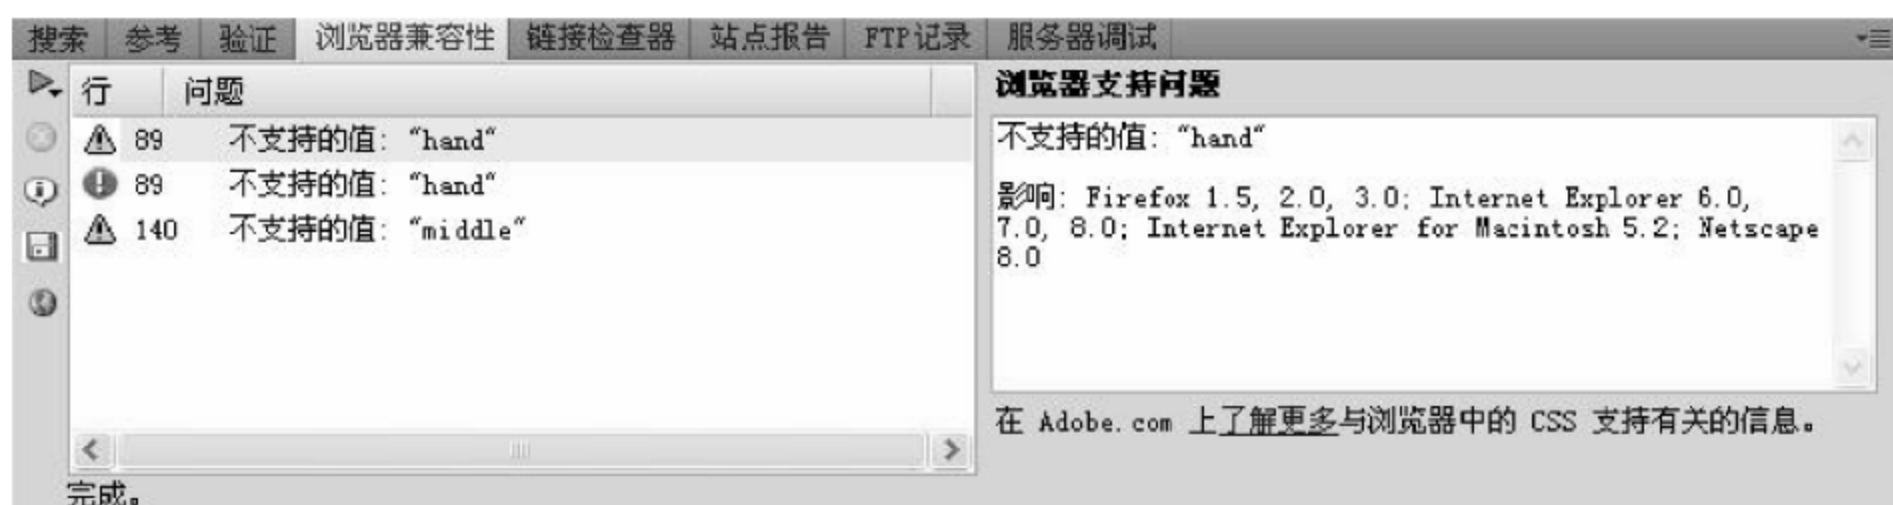 搜索 参考 验证 浏览器兼容性 链接检查器 站点报告 FTP记录 服务器调试
行 问题
89 不支持的值: “hand”
89 不支持的值: “hand”
140 不支持的值: “middle”
完成。
浏览器支持问题
不支持的值: “hand”
影响: Firefox 1.5, 2.0, 3.0; Internet Explorer 6.0,
7.0, 8.0; Internet Explorer for Macintosh 5.2; Netscape
8.0
在 Adobe.com 上了解更多与浏览器中的 CSS 支持有关的信息。